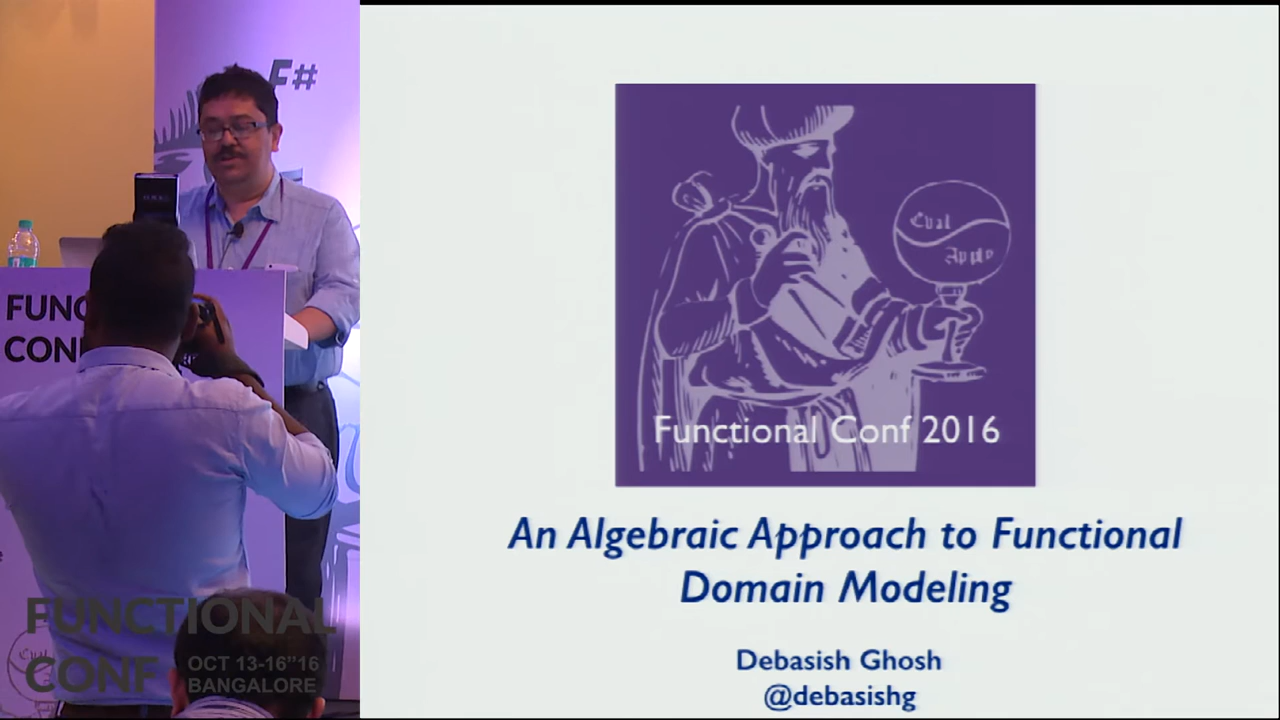 F#
FUNC
CON
FUNCTIONAL
CONF
OCT 13-16"16
BANGALORE
Eval
Apply
Functional Conf 2016
An Algebraic Approach to Functional
Domain Modeling
Debasish Ghosh
@debasishg